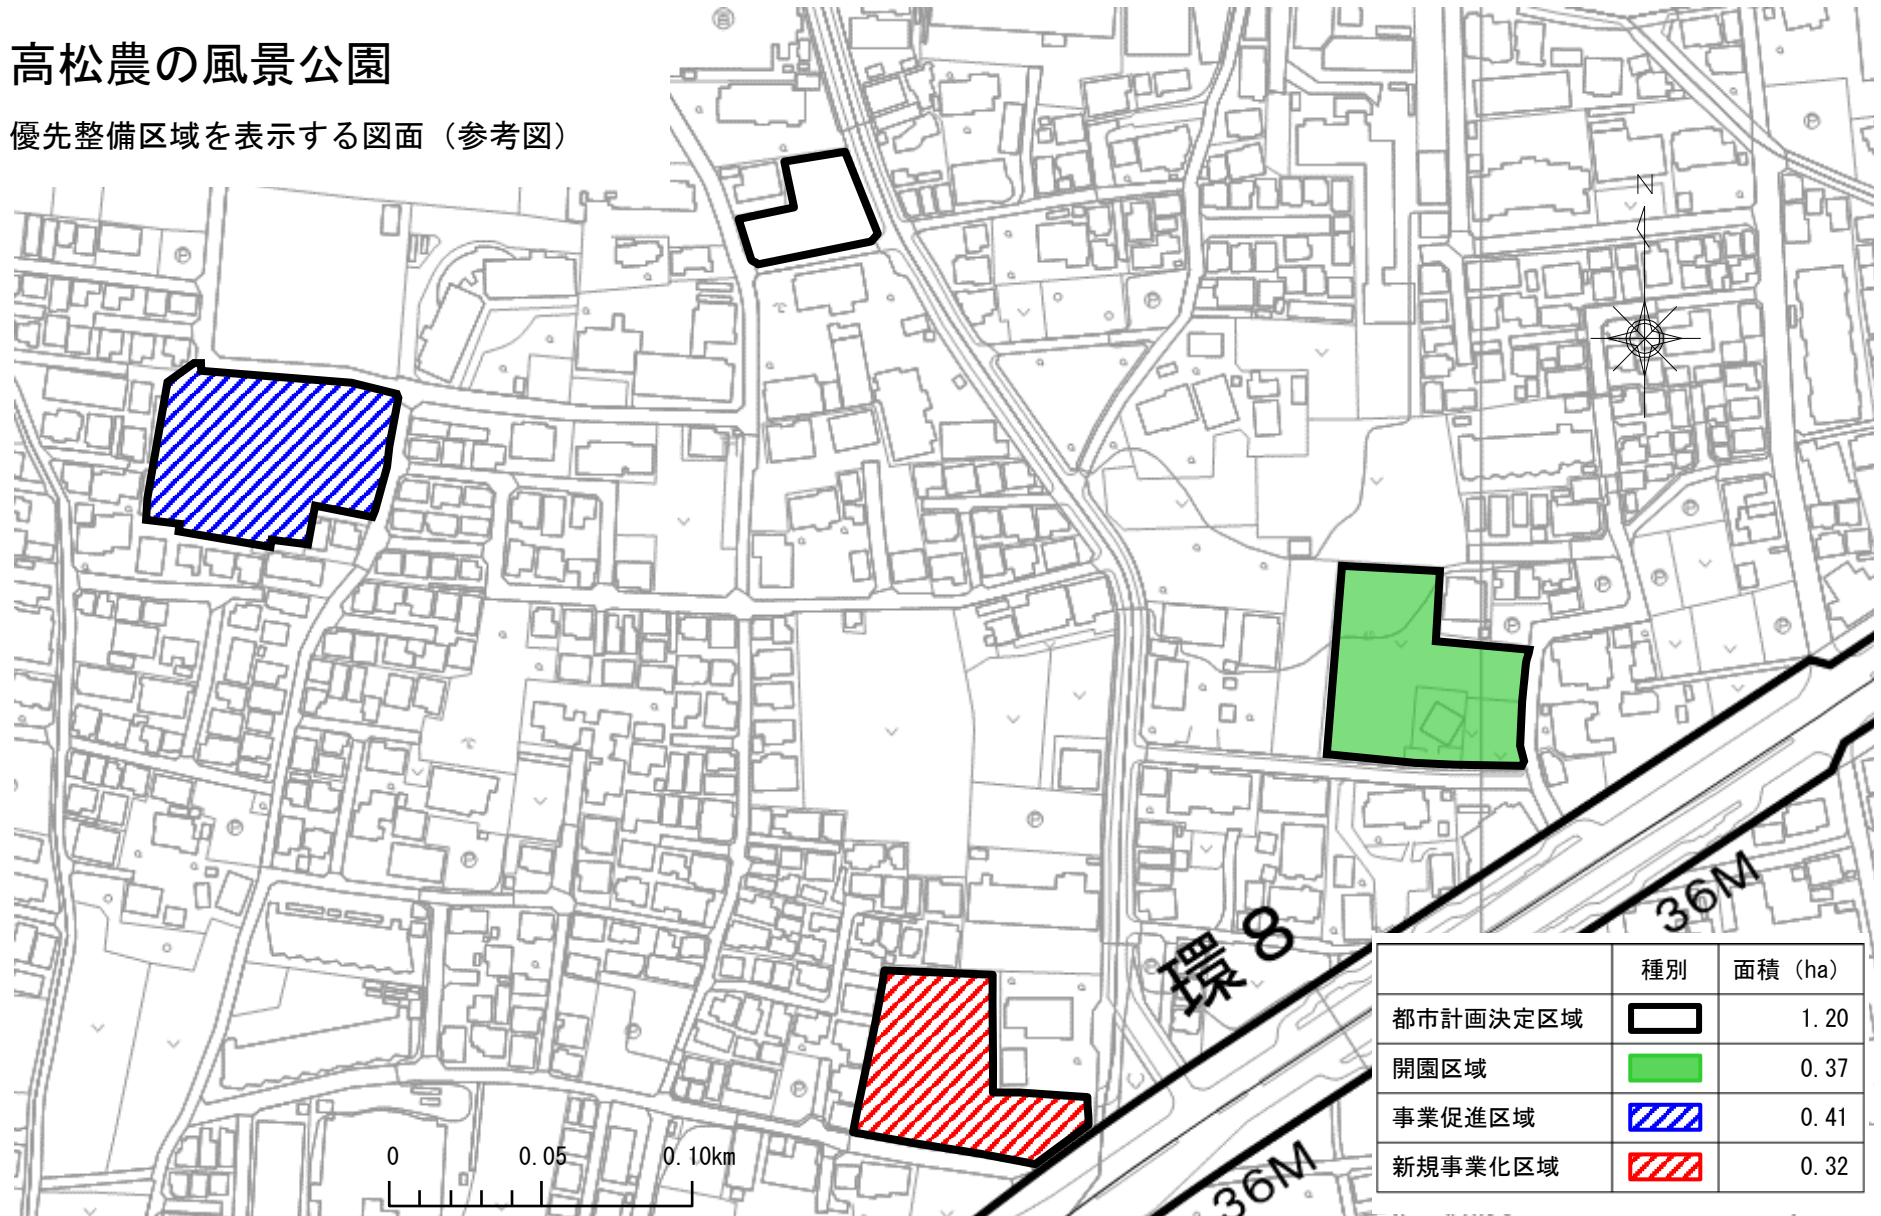 高松農の風景公園
優先整備区域を表示する図面（参考図）
N
環8
36M
36M
0 0.05 0.10km
種別 面積（ha）
都市計画決定区域 1.20
開園区域 0.37
事業促進区域 0.41
新規事業化区域 0.32